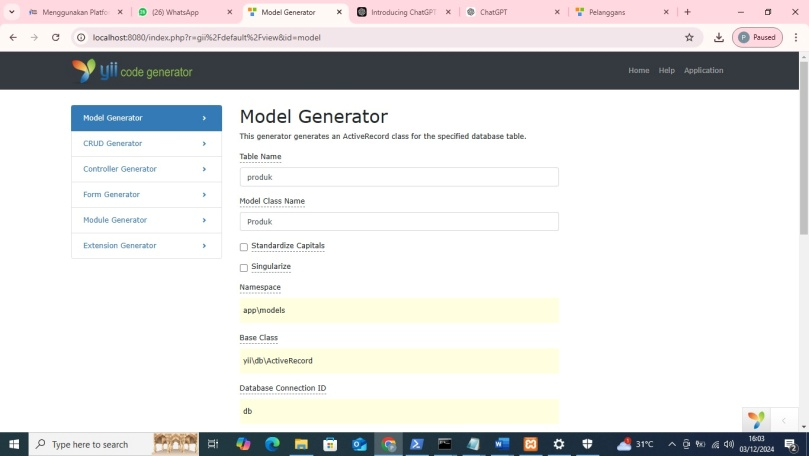 Menggunakan Platfo
(26) WhatsApp
Model Generator
Introducing ChatGPT
ChatGPT
Pelanggans
localhost:8080/index.php?r=gii%2Fdefault%2Fview&id=model
P Paused
yii code generator
Home Help Application
Model Generator
CRUD Generator
Controller Generator
Form Generator
Module Generator
Extension Generator
Model Generator
This generator generates an ActiveRecord class for the specified database table.
Table Name
produk
Model Class Name
Produk
Standardize Capitals
Singularize
Namespace
app\models
Base Class
yii\db\ActiveRecord
Database Connection ID
db
Type here to search
31°C
16:03
03/12/2024